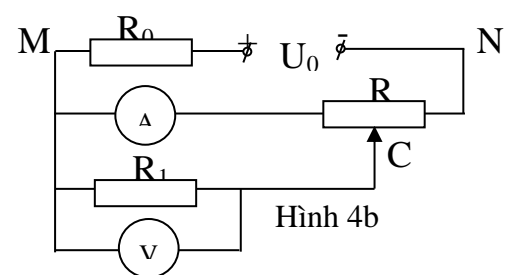 M R₀ + U₀ - N
A R
C
R₁
V Hình 4b